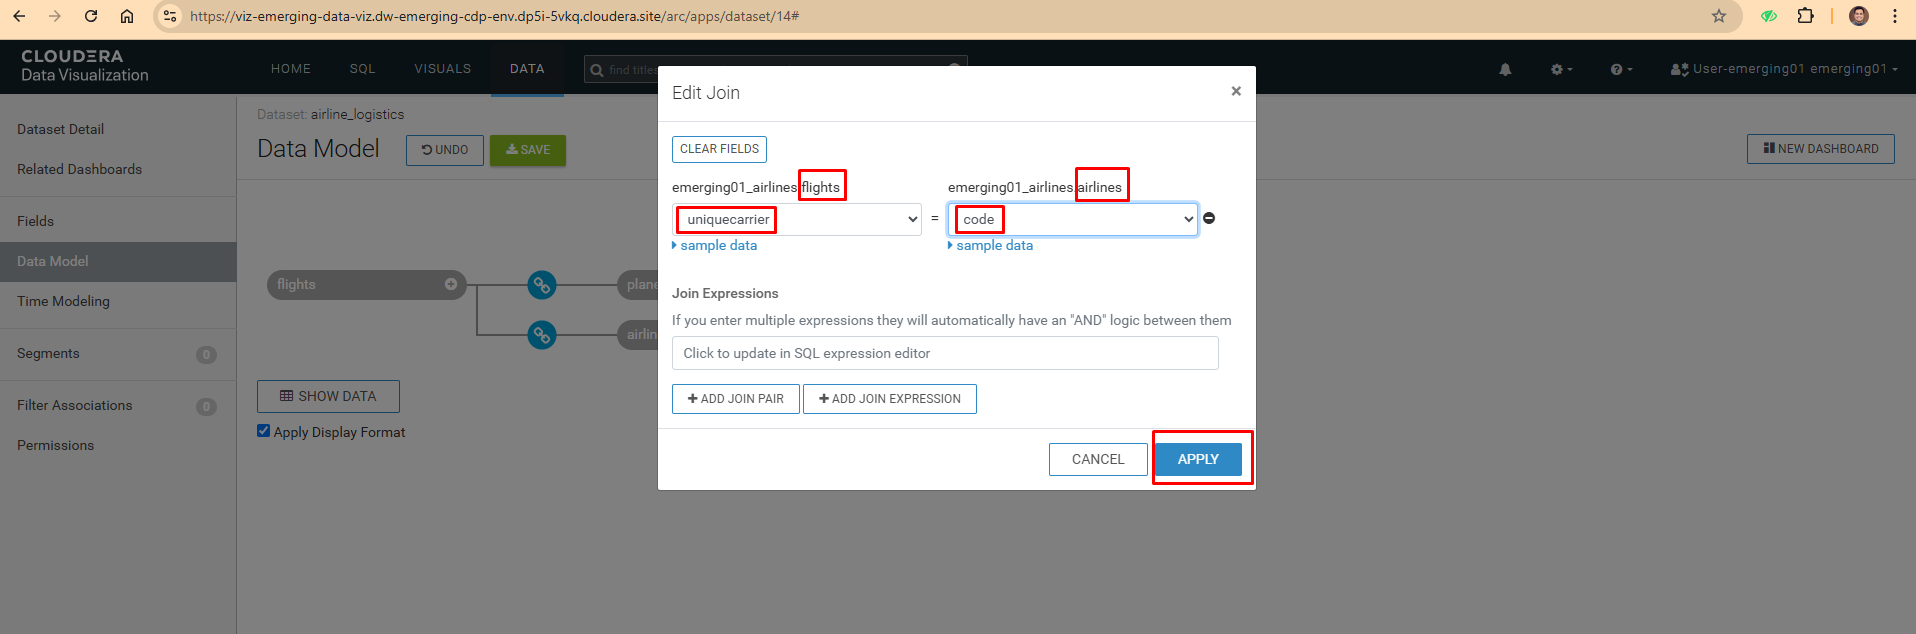 https://viz-emerging-data-viz.dw-emerging-cdp-env.dp5i-5vkq.cloudera.site/arc/apps/dataset/14#
CLOUDERA
Data Visualization
HOME
SQL
VISUALS
DATA
find titles
User-emerging01 emerging01
Dataset Detail
Related Dashboards
Fields
Data Model
Time Modeling
Segments 0
Filter Associations 0
Permissions
Dataset: airline_logistics
Data Model
UNDO
SAVE
NEW DASHBOARD
flights
plane
airlin
SHOW DATA
Apply Display Format
Edit Join
×
CLEAR FIELDS
emerging01_airlines.flights
emerging01_airlines.airlines
uniquecarrier
=
code
sample data
sample data
Join Expressions
If you enter multiple expressions they will automatically have an "AND" logic between them
Click to update in SQL expression editor
ADD JOIN PAIR
ADD JOIN EXPRESSION
CANCEL
APPLY